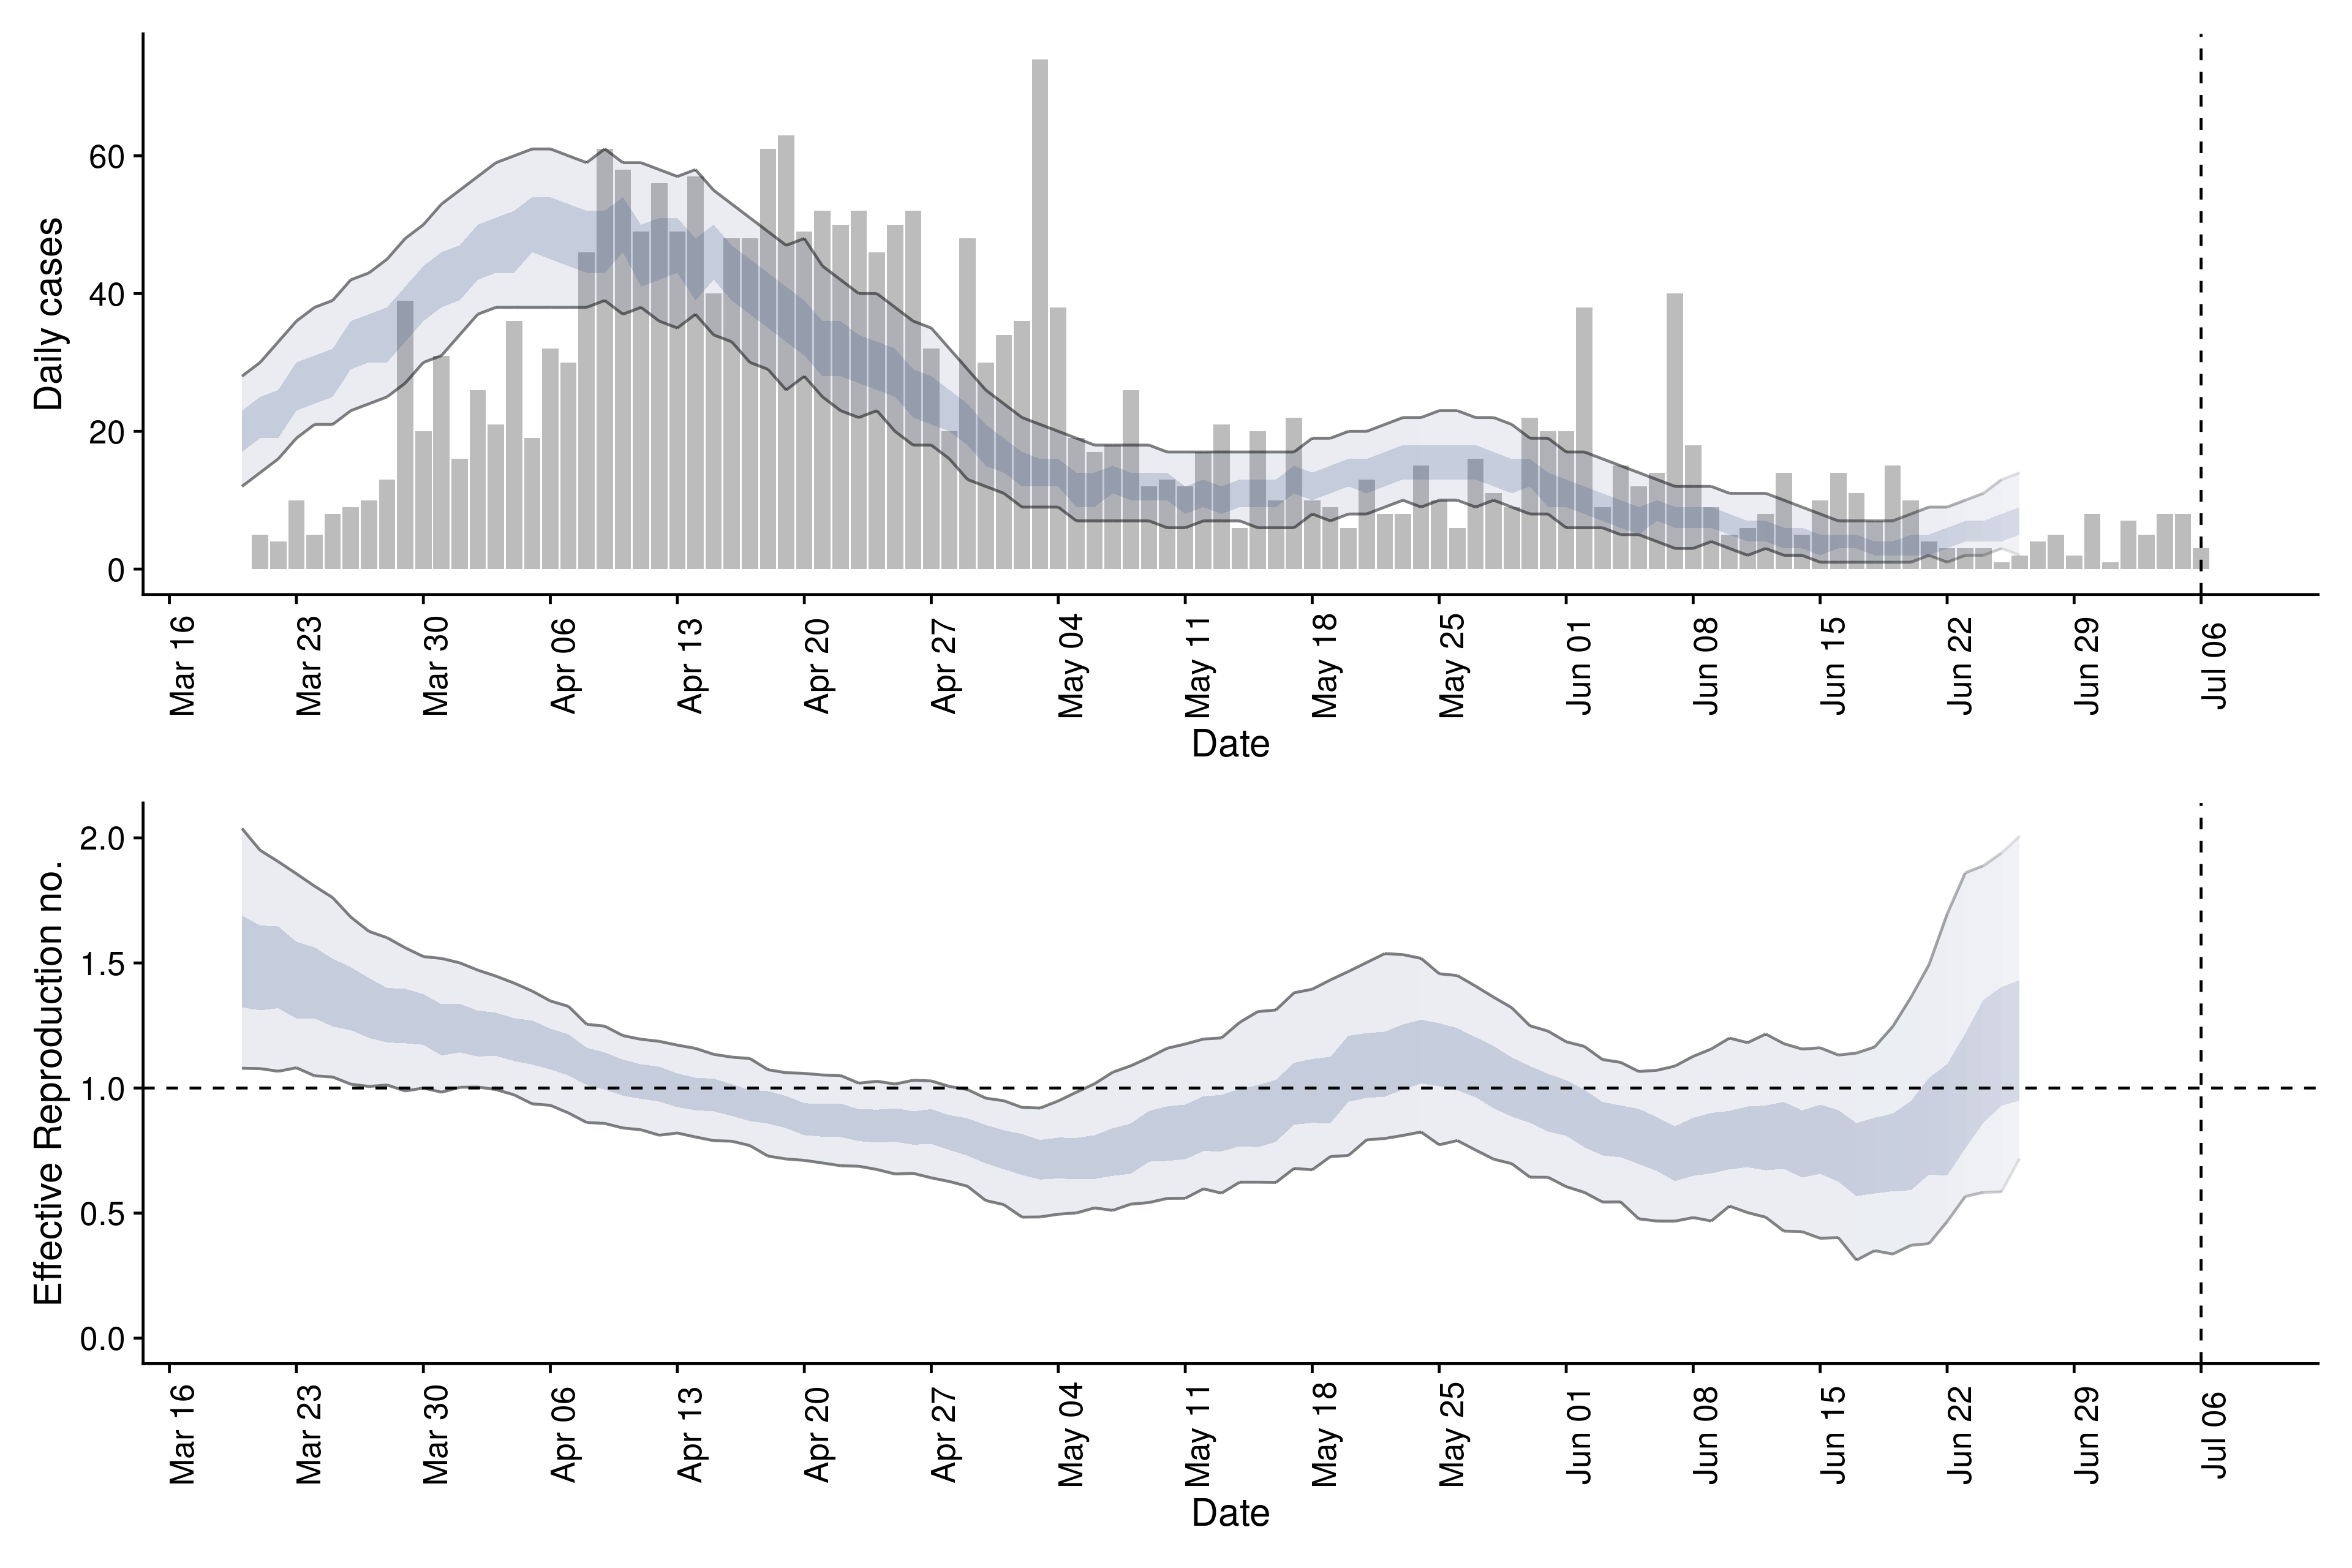 Daily cases
60
40
20
0
Mar 16
Mar 23
Mar 30
Apr 06
Apr 13
Apr 20
Apr 27
May 04
May 11
May 18
May 25
Jun 01
Jun 08
Jun 15
Jun 22
Jun 29
Jul 06
Date
Effective Reproduction no.
2.0
1.5
1.0
0.5
0.0
Mar 16
Mar 23
Mar 30
Apr 06
Apr 13
Apr 20
Apr 27
May 04
May 11
May 18
May 25
Jun 01
Jun 08
Jun 15
Jun 22
Jun 29
Jul 06
Date